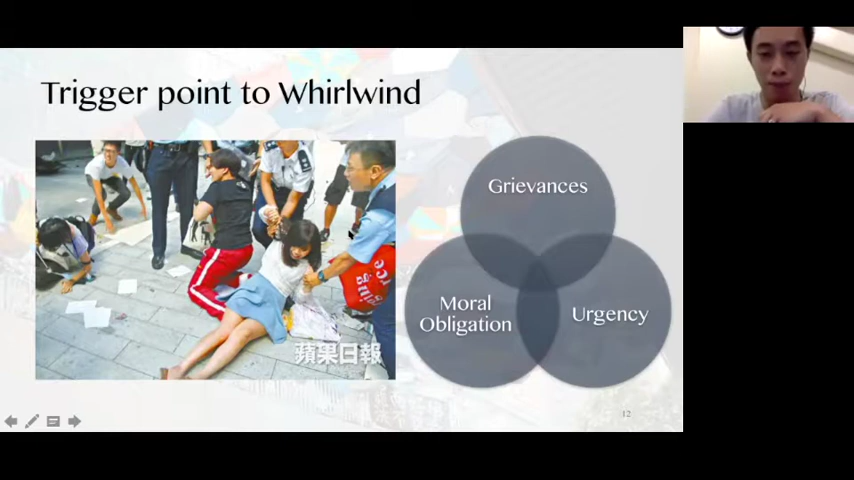 Trigger point to Whirlwind
蘋果日報
Grievances
Moral
Obligation
Urgency
12